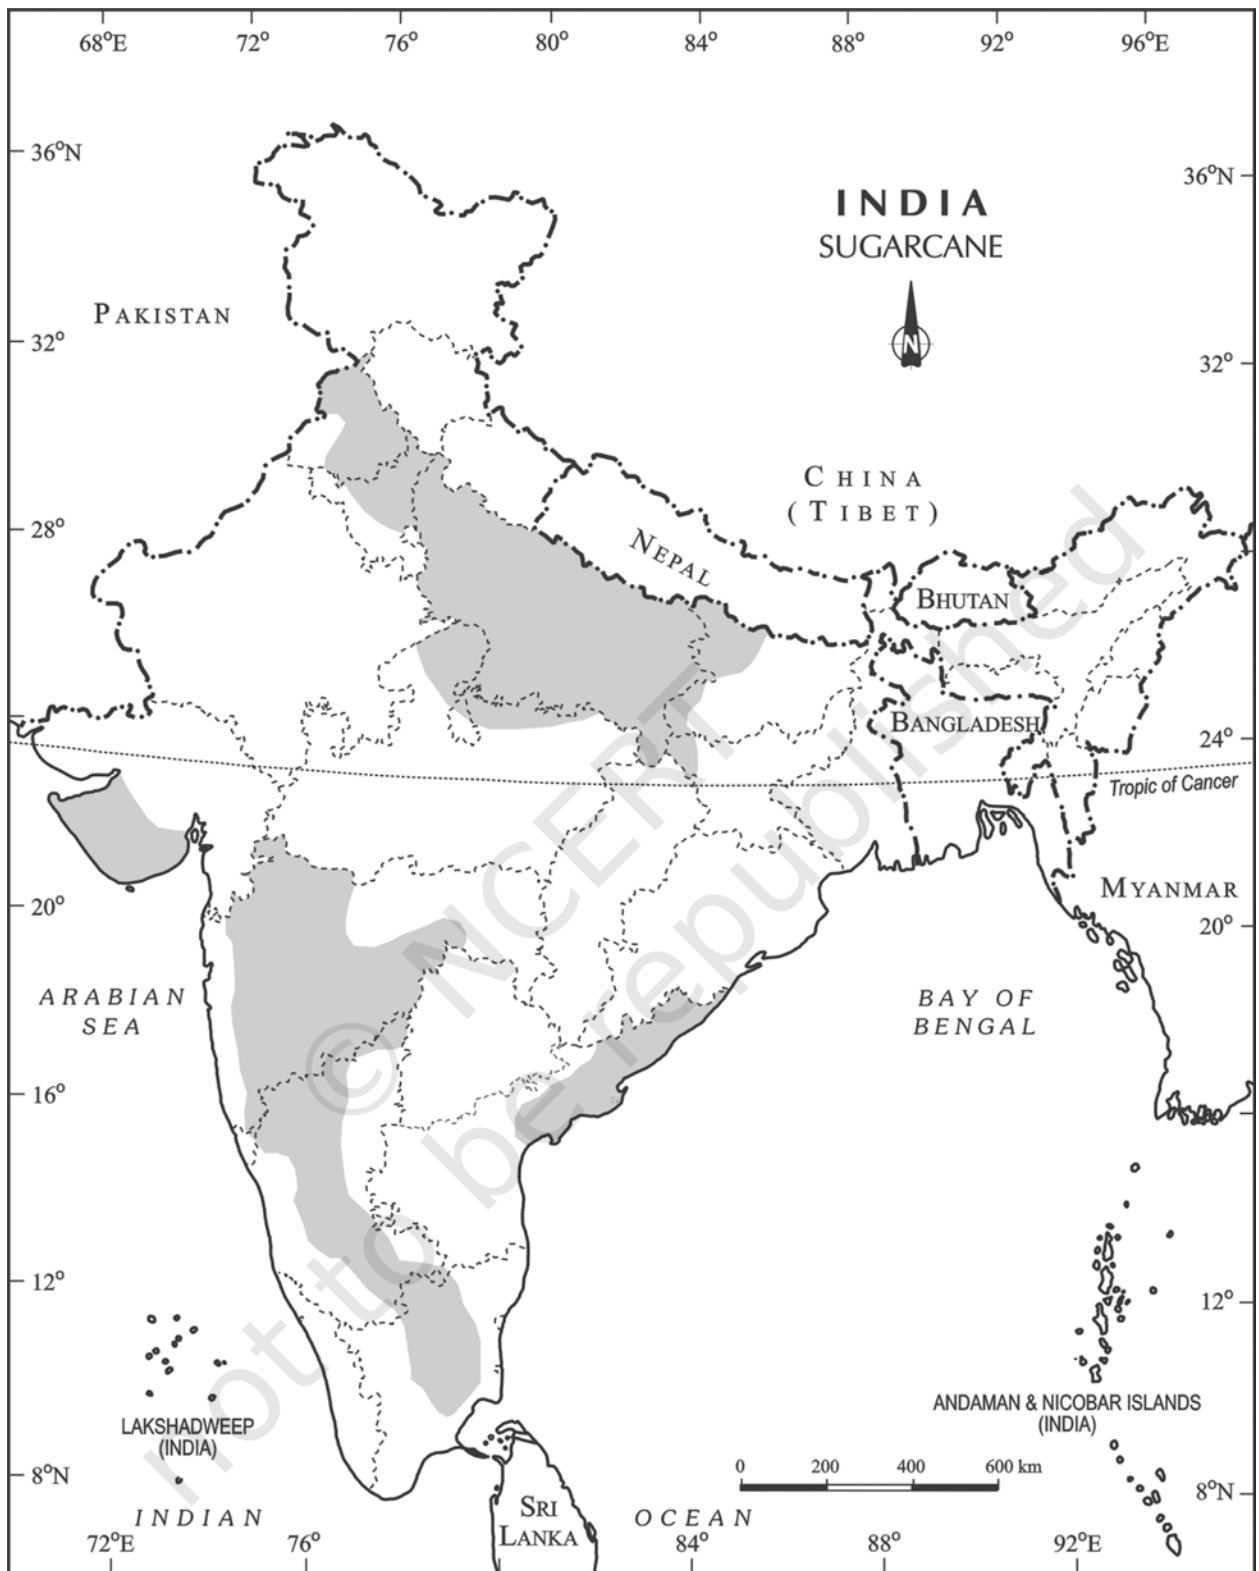 68°E 72° 76° 80° 84° 88° 92° 96°E
36°N
36°N
INDIA
SUGARCANE
N
PAKISTAN
32°
32°
CHINA
(TIBET)
NEPAL
28°
BHUTAN
BANGLADESH
24°
Tropic of Cancer
MYANMAR
20°
20°
ARABIAN
SEA
BAY OF
BENGAL
16°
12°
12°
LAKSHADWEEP
(INDIA)
ANDAMAN & NICOBAR ISLANDS
(INDIA)
0 200 400 600 km
8°N
8°N
SRI
LANKA
INDIAN OCEAN
72°E 76° 84° 88° 92°E
© NCERT
not to be republished